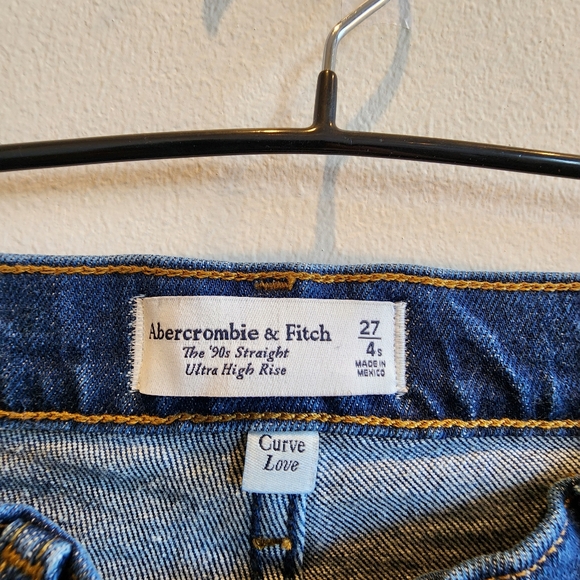 Abercrombie & Fitch
The '90s Straight
Ultra High Rise
27
4s
MADE IN
MEXICO
Curve
Love